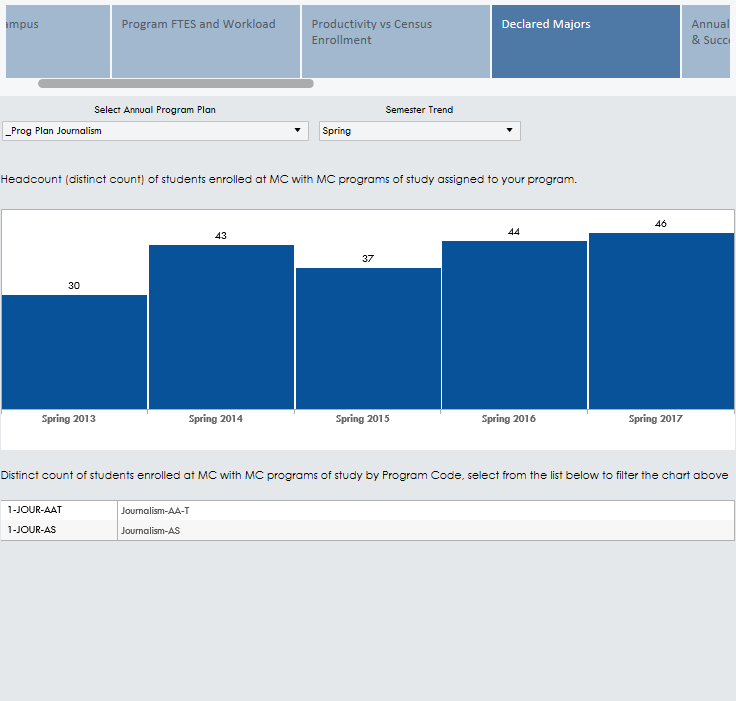 ampus
Program FTES and Workload
Productivity vs Census
Enrollment
Declared Majors
Annual
& Succ
Select Annual Program Plan
Semester Trend
_Prog Plan Journalism
Spring
Headcount (distinct count) of students enrolled at MC with MC programs of study assigned to your program.
30
43
37
44
46
Spring 2013
Spring 2014
Spring 2015
Spring 2016
Spring 2017
Distinct count of students enrolled at MC with MC programs of study by Program Code, select from the list below to filter the chart above
1-JOUR-AAT
Journalism-AA-T
1-JOUR-AS
Journalism-AS